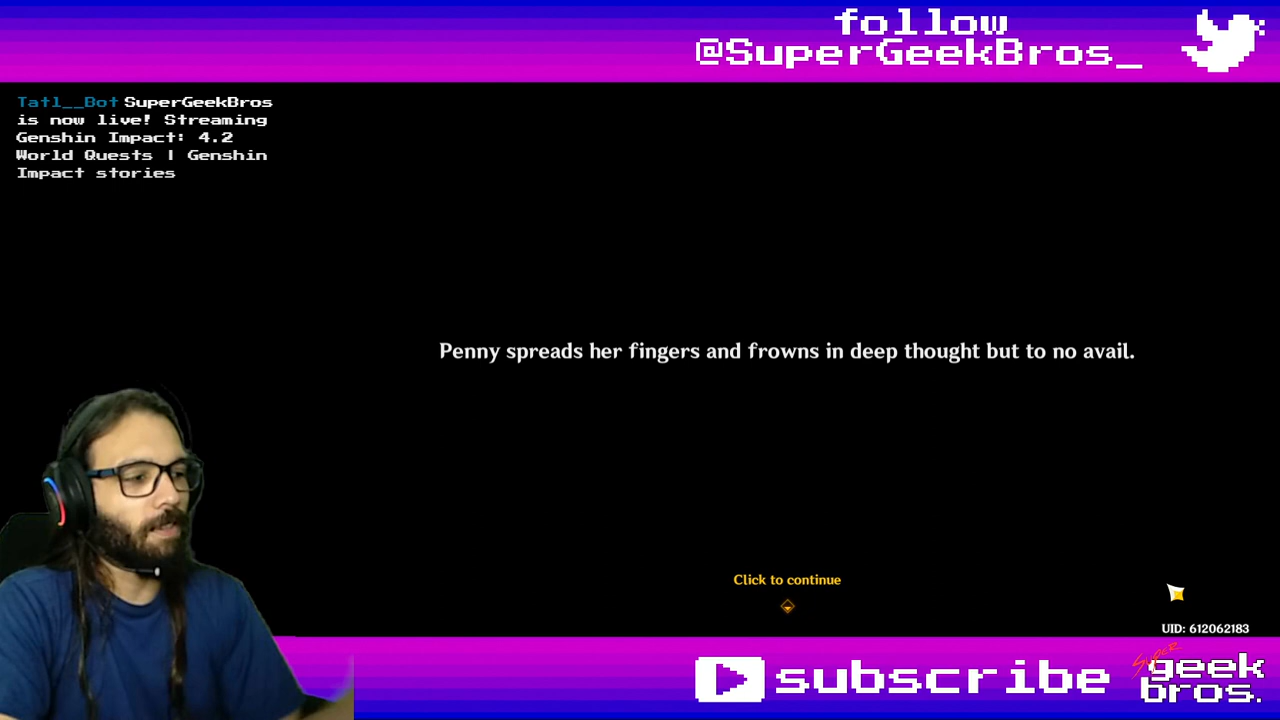 follow
@SuperGeekBros_
Tatl__Bot SuperGeekBros
is now live! Streaming
Genshin Impact: 4.2
World Quests | Genshin
Impact stories
Penny spreads her fingers and frowns in deep thought but to no avail.
Click to continue
UID: 612062183
subscribe
super
geek
bros.